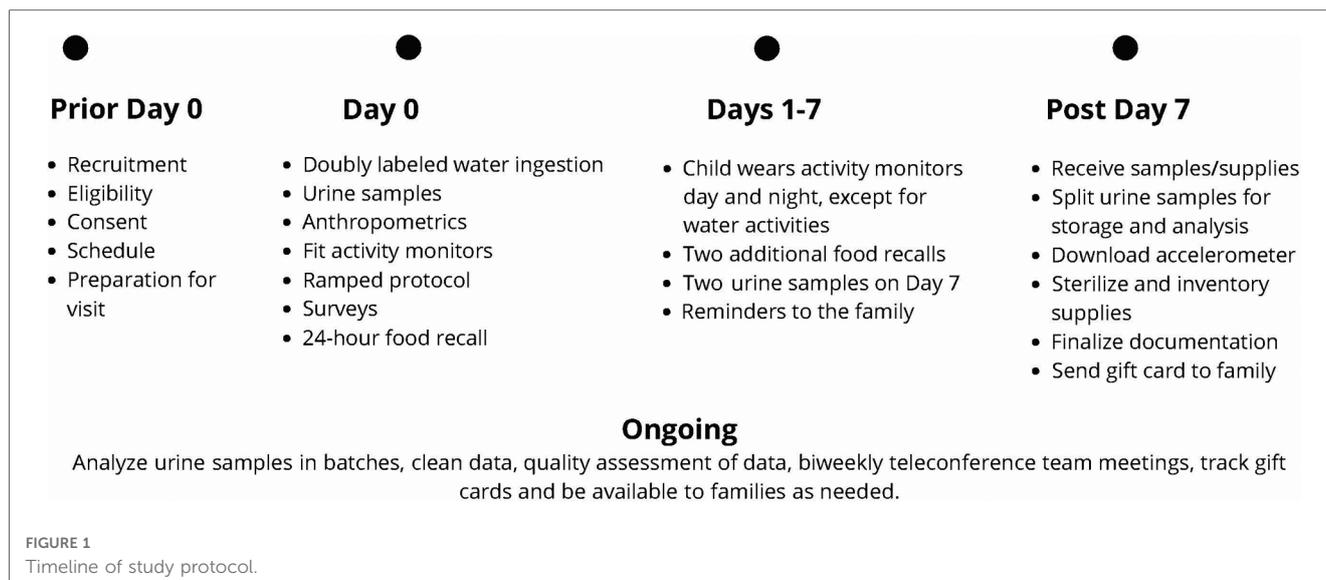 Prior Day 0
• Recruitment
• Eligibility
• Consent
• Schedule
• Preparation for
visit
Day 0
• Doubly labeled water ingestion
• Urine samples
• Anthropometrics
• Fit activity monitors
• Ramped protocol
• Surveys
• 24-hour food recall
Days 1-7
• Child wears activity monitors
day and night, except for
water activities
• Two additional food recalls
• Two urine samples on Day 7
• Reminders to the family
Post Day 7
• Receive samples/supplies
• Split urine samples for
storage and analysis
• Download accelerometer
• Sterilize and inventory
supplies
• Finalize documentation
• Send gift card to family
Ongoing
Analyze urine samples in batches, clean data, quality assessment of data, biweekly teleconference team meetings, track gift
cards and be available to families as needed.
FIGURE 1
Timeline of study protocol.